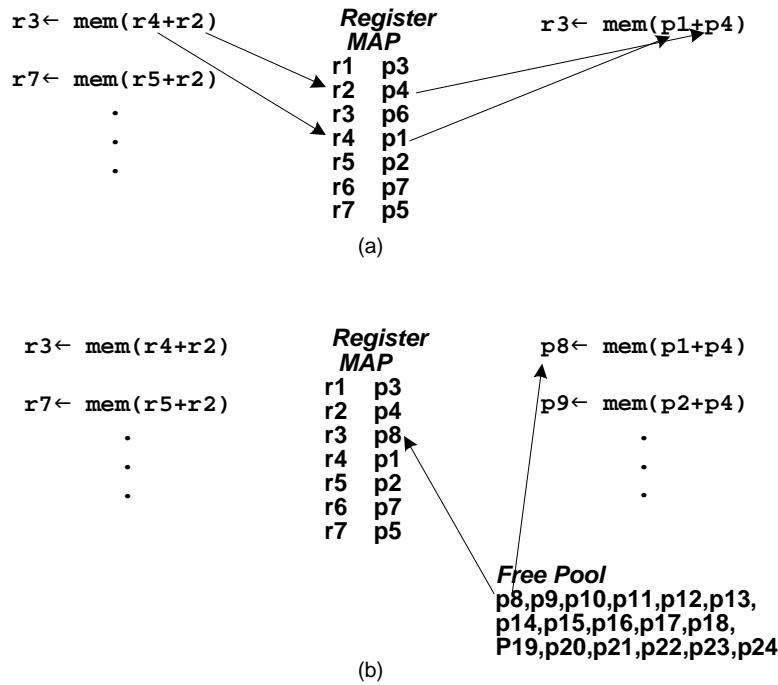 r3← mem(r4+r2)
r7← mem(r5+r2)
.
.
.
Register
MAP
r1 p3
r2 p4
r3 p6
r4 p1
r5 p2
r6 p7
r7 p5
r3← mem(p1+p4)
(a)
r3← mem(r4+r2)
r7← mem(r5+r2)
.
.
.
Register
MAP
r1 p3
r2 p4
r3 p8
r4 p1
r5 p2
r6 p7
r7 p5
p8← mem(p1+p4)
p9← mem(p2+p4)
.
.
.
Free Pool
p8,p9,p10,p11,p12,p13,
p14,p15,p16,p17,p18,
P19,p20,p21,p22,p23,p24
(b)